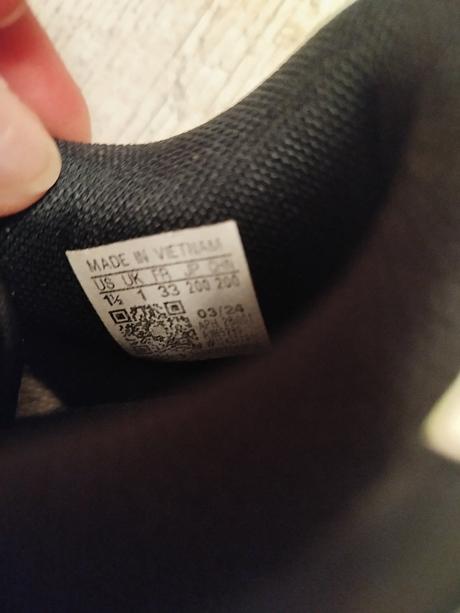 MADE IN VIETNAM
US UK FR JP CHN
1½ 1 33 200 200
03/24